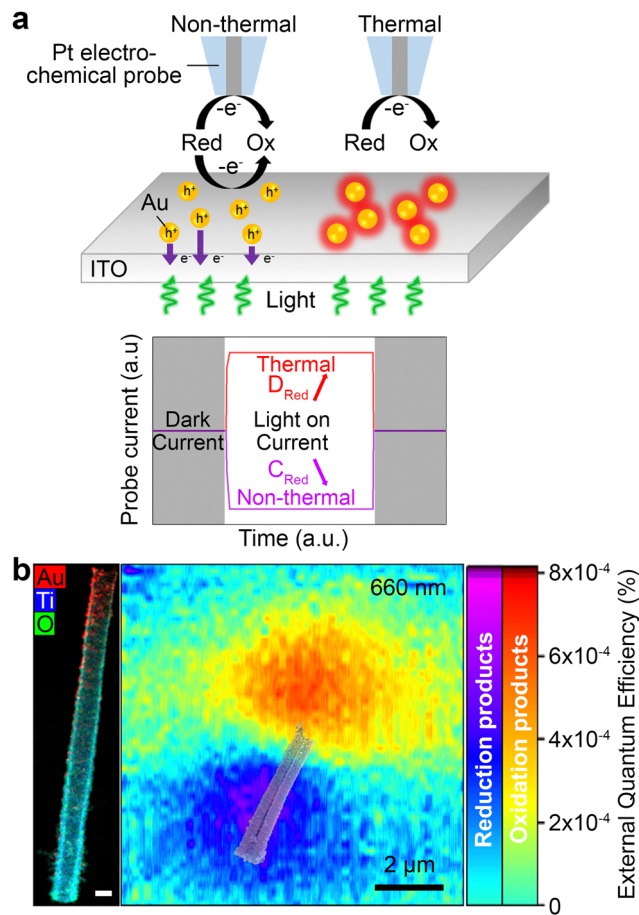 a
Non-thermal
Thermal
Pt electro-
chemical probe
-e-
-e-
Red
Ox
Red
Ox
-e-
h+
h+
h+
h+
h+
h+
Au
e-
e-
e-
ITO
Light
Probe current (a.u)
Thermal
DRed
Dark
Current
Light on
Current
CRed
Non-thermal
Time (a.u.)
b
Au
Ti
O
660 nm
2 μm
Reduction products
Oxidation products
8x10-4
6x10-4
4x10-4
2x10-4
0
External Quantum Efficiency (%)